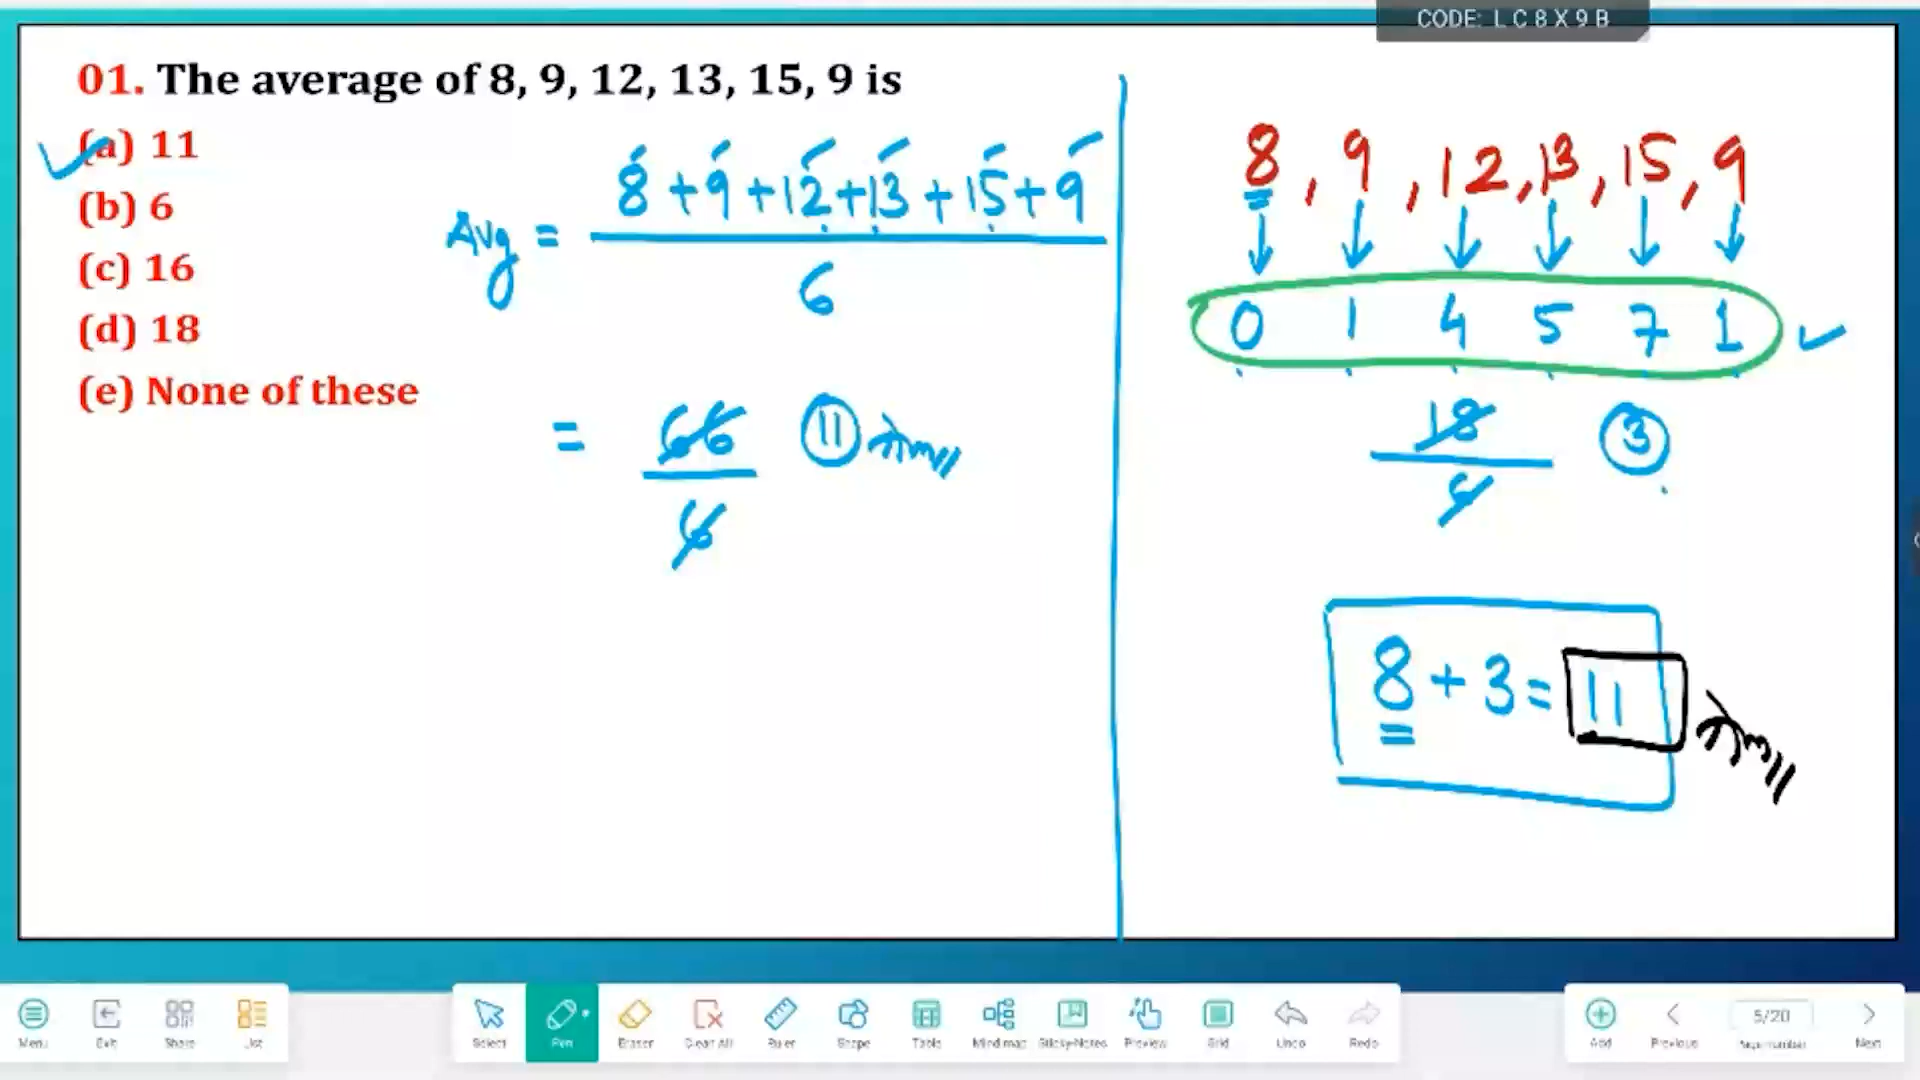 CODE: L C 8 X 9 B
01. The average of 8, 9, 12, 13, 15, 9 is
(a) 11
(b) 6
(c) 16
(d) 18
(e) None of these
Avg = 8 + 9 + 12 + 13 + 15 + 9
6
= 66 11
6
8, 9, 12, 13, 15, 9
0 1 4 5 7 1
18 3
6
8 + 3 = 11
Menu Exit Share List Select Pen Eraser Clear All Ruler Shape Table Mind map Sticky-Notes Preview Grid Undo Redo Add Previous 5/20 Next